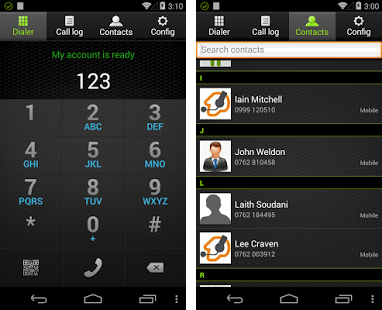 3:10
Dialer Call log Contacts Config
My account is ready
123
1 2 3
ABC DEF
4 5 6
GHI JKL MNO
7 8 9
PQRS TUV WXYZ
* 0 #
+
3:00
Dialer Call log Contacts Config
Search contacts
I
Iain Mitchell
0999 120510 Mobile
J
John Weldon
0762 810458 Mobile
L
Laith Soudani
0762 184495 Mobile
Lee Craven
0762 003912 Mobile
R